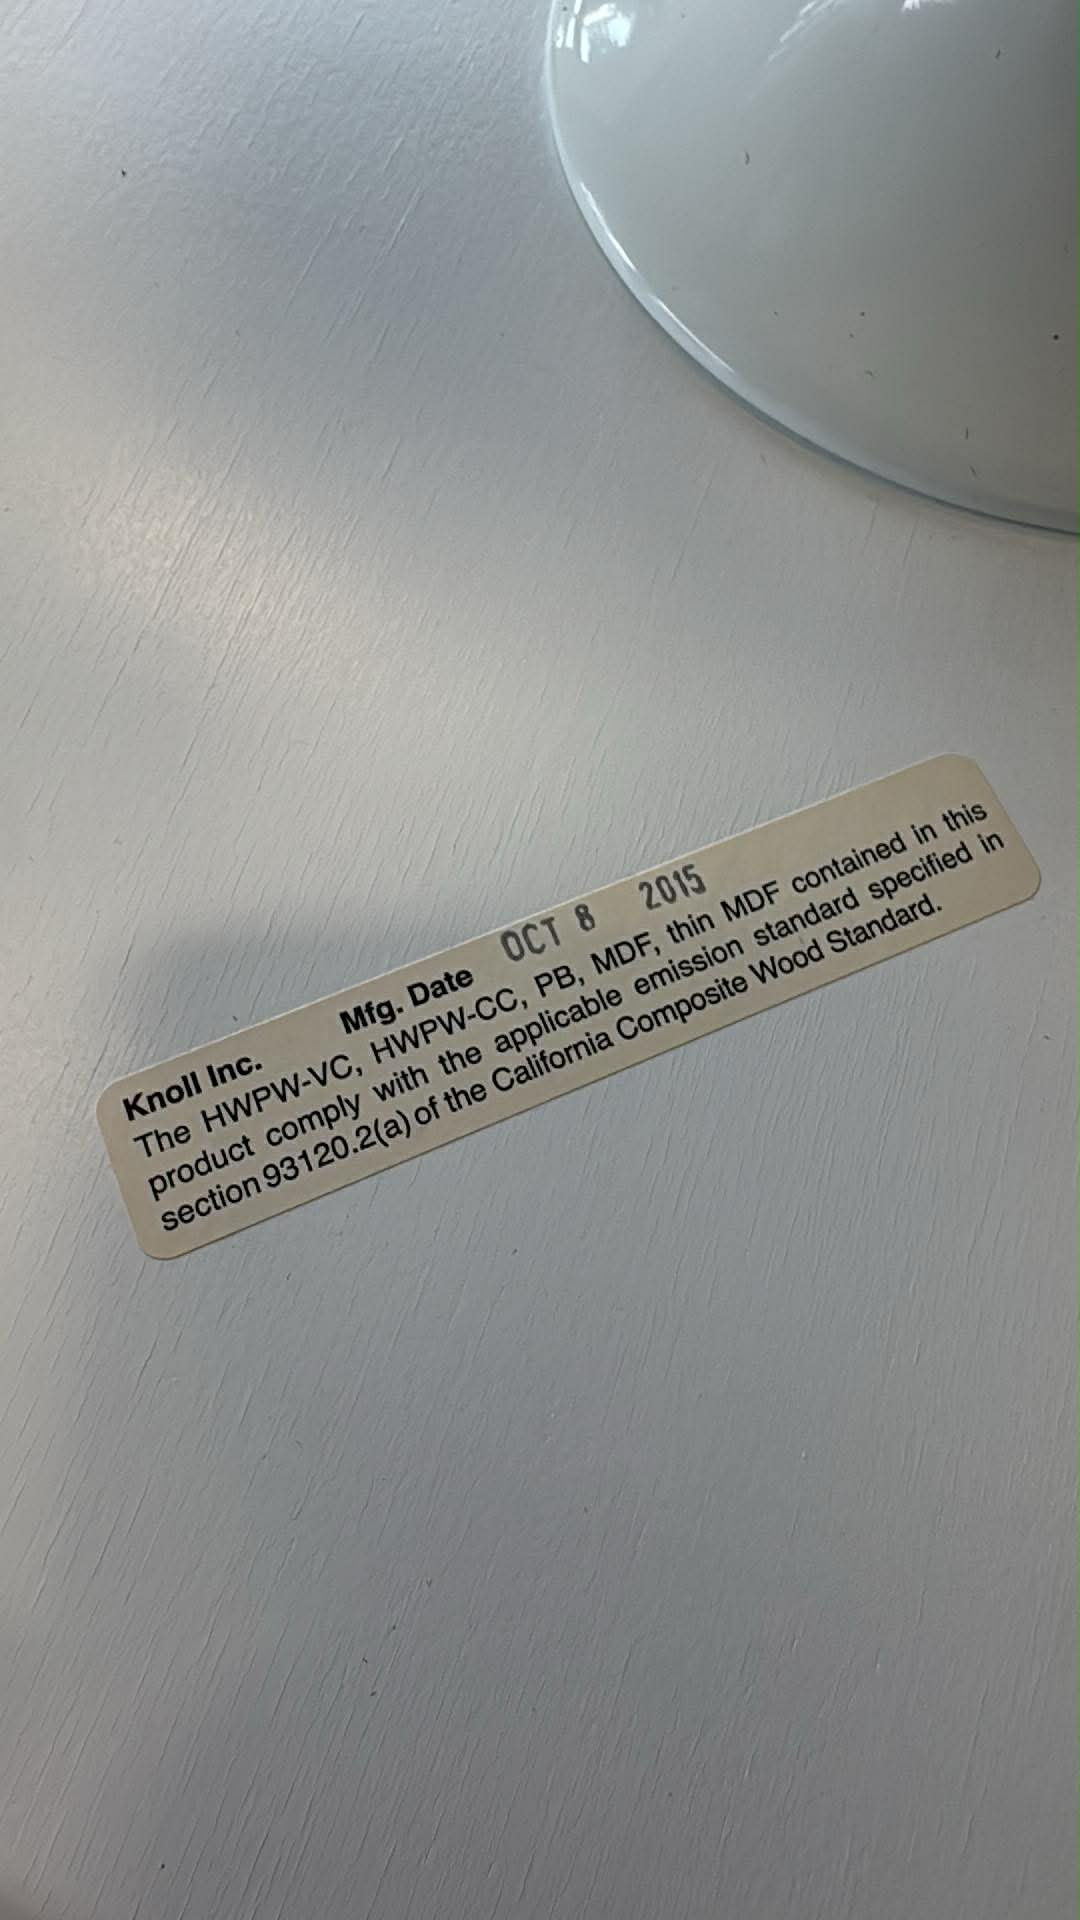 Knoll Inc. Mfg. Date OCT 8 2015
The HWPW-VC, HWPW-CC, PB, MDF, thin MDF contained in this
product comply with the applicable emission standard specified in
section 93120.2(a) of the California Composite Wood Standard.